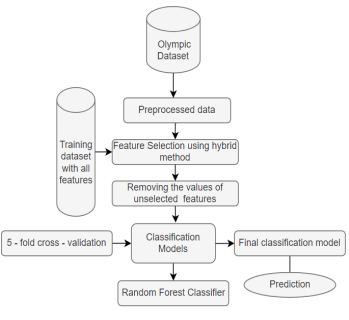 Olympic
Dataset
Preprocessed data
Training
dataset
with all
features
Feature Selection using hybrid
method
Removing the values of
unselected features
5 - fold cross - validation
Classification
Models
Final classification model
Random Forest Classifier
Prediction